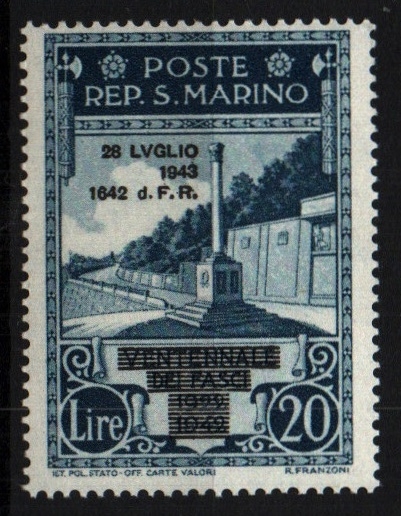 POSTE
REP. S. MARINO
28 LVGLIO
1943
1642 d. F. R.
VENTENNALE
DEI FASCI
Lire 20
IST. POL. STATO - OFF. CARTE VALORI
R. FRANZONI